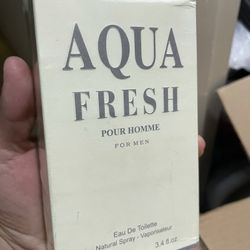 AQUA
FRESH
POUR HOMME
FOR MEN
Eau De Toilette
Natural Spray - Vaporisateur
3.4 fl.oz